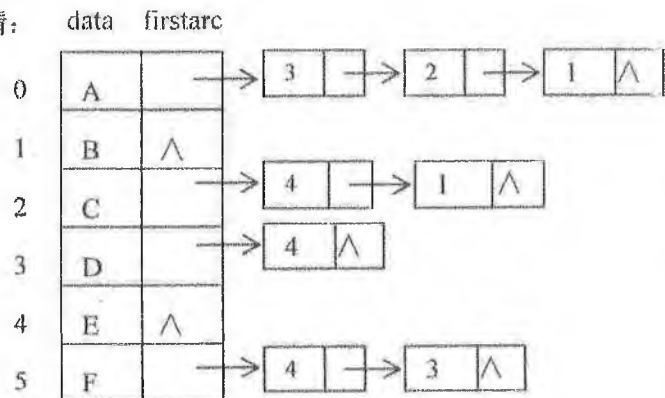 data firstarc
0 A 3 2 1 ∧
1 B ∧
2 C 4 1 ∧
3 D 4 ∧
4 E ∧
5 F 4 3 ∧